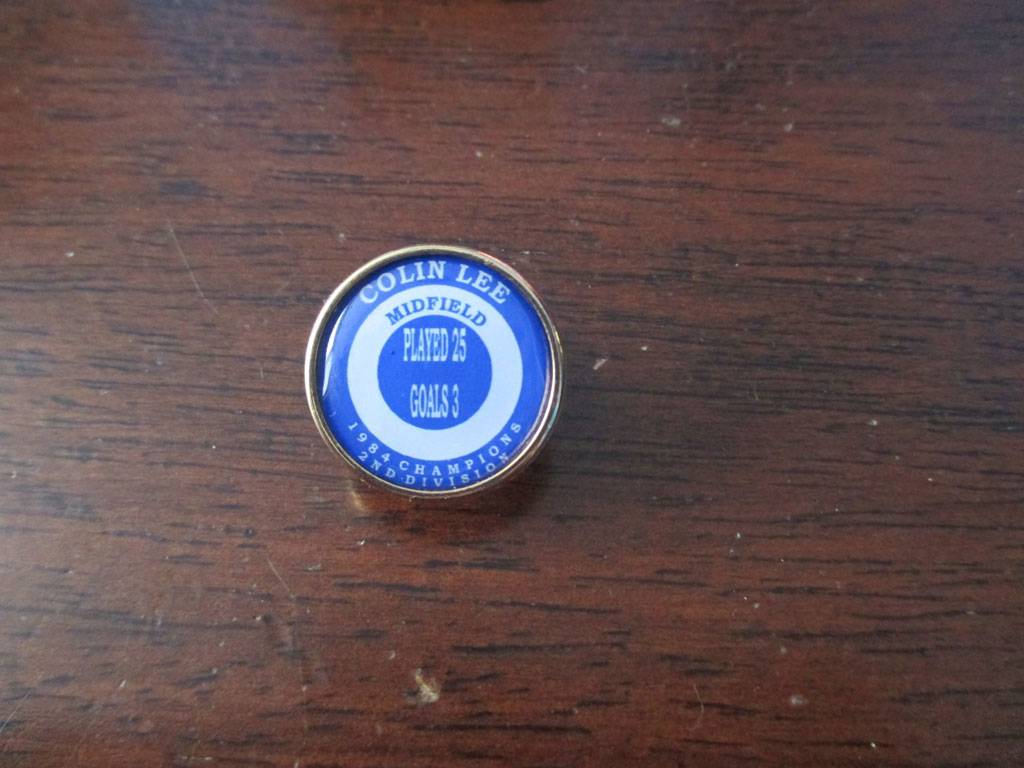 COLIN LEE
MIDFIELD
PLAYED 25
GOALS 3
1984 CHAMPIONS
2ND DIVISION